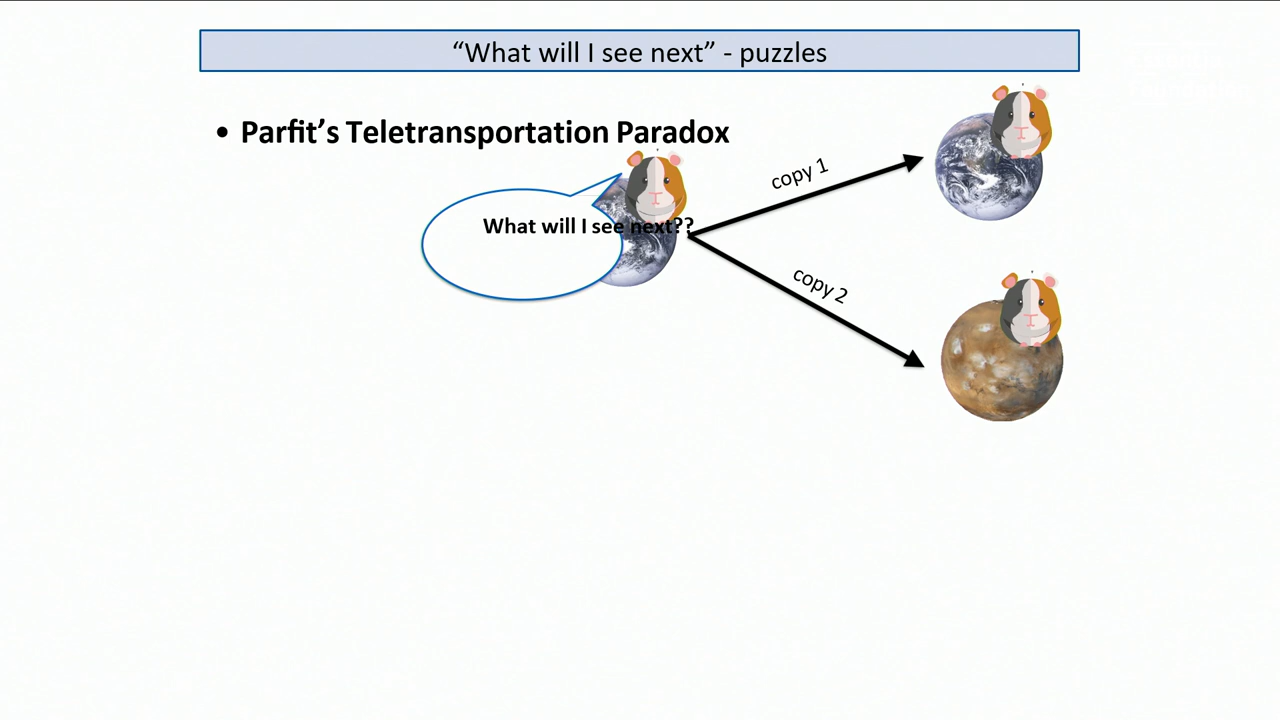 “What will I see next” - puzzles
• Parfit’s Teletransportation Paradox
What will I see next??
copy 1
copy 2